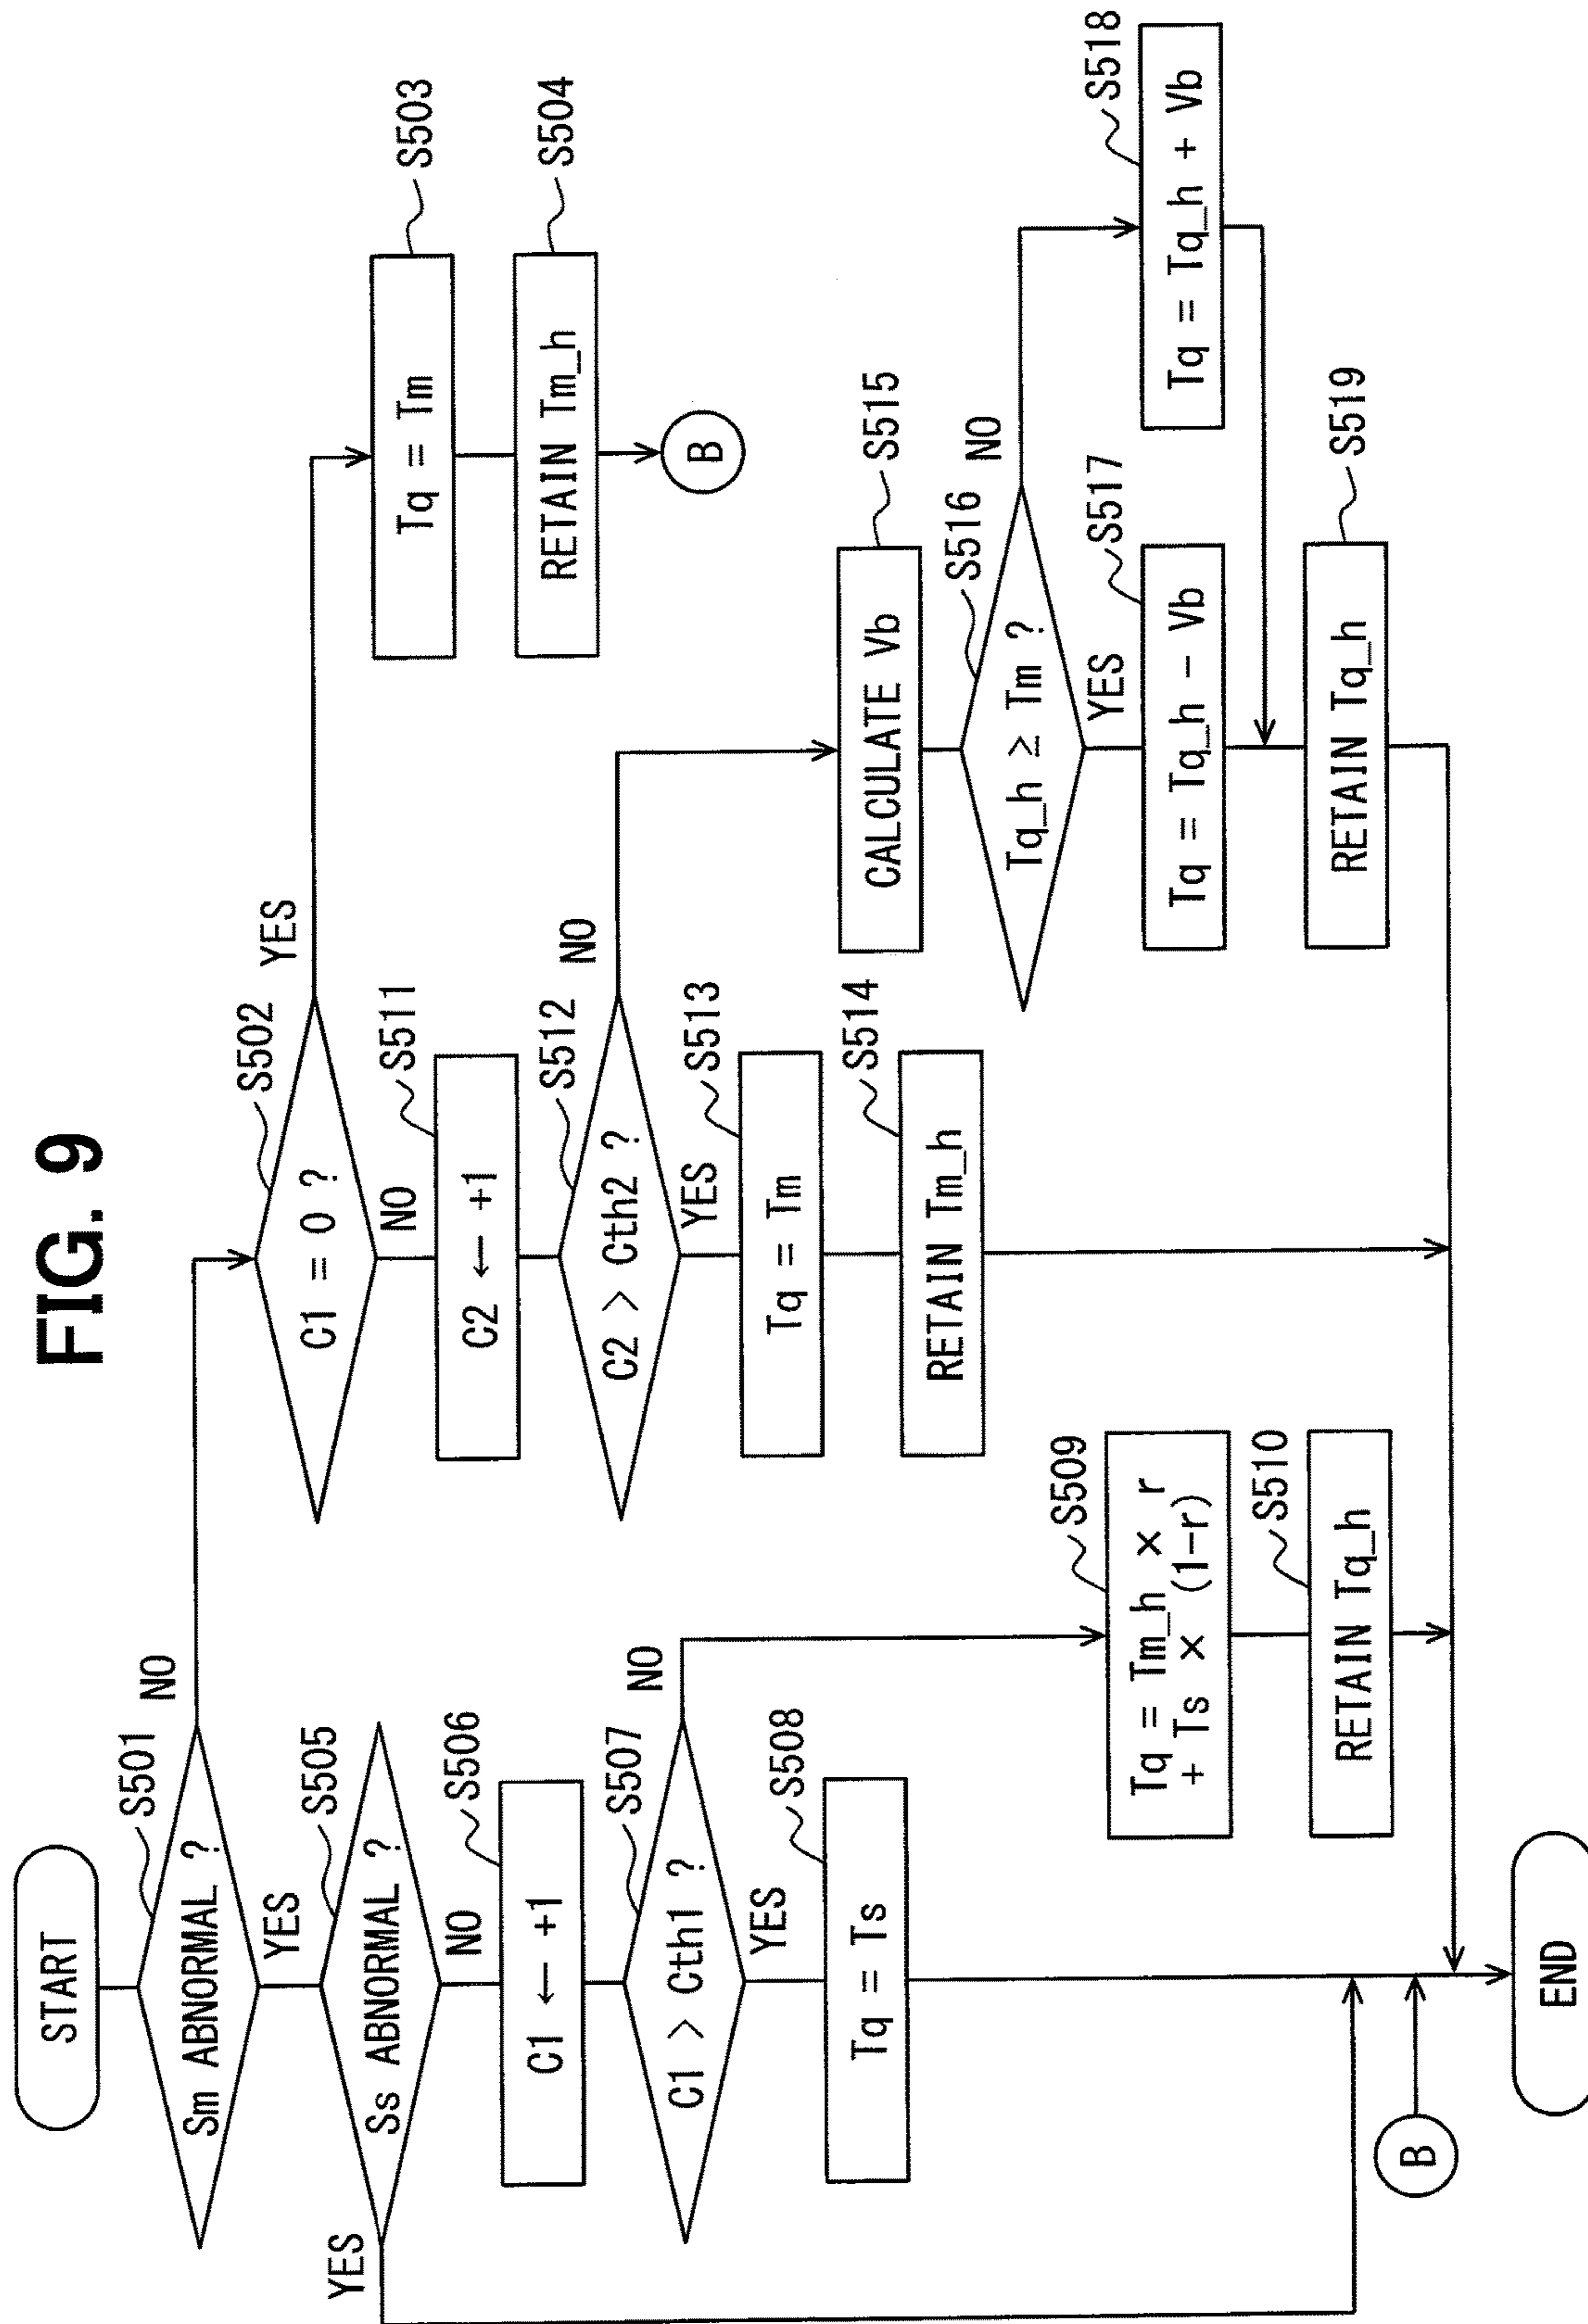 FIG. 9
START
S501
Sm ABNORMAL ?
NO
YES
S505
Ss ABNORMAL ?
YES
NO
S506
C1 ← +1
S507
C1 > Cth1 ?
NO
YES
S508
Tq = Ts
S509
Tq = Tm_h × r
+ Ts × (1-r)
S510
RETAIN Tq_h
B
END
S502
C1 = 0 ?
YES
NO
S511
C2 ← +1
S512
C2 > Cth2 ?
NO
YES
S513
Tq = Tm
S514
RETAIN Tm_h
S503
Tq = Tm
S504
RETAIN Tm_h
B
S515
CALCULATE Vb
S516
Tq_h ≥ Tm ?
NO
YES
S517
Tq = Tq_h - Vb
S518
Tq = Tq_h + Vb
S519
RETAIN Tq_h